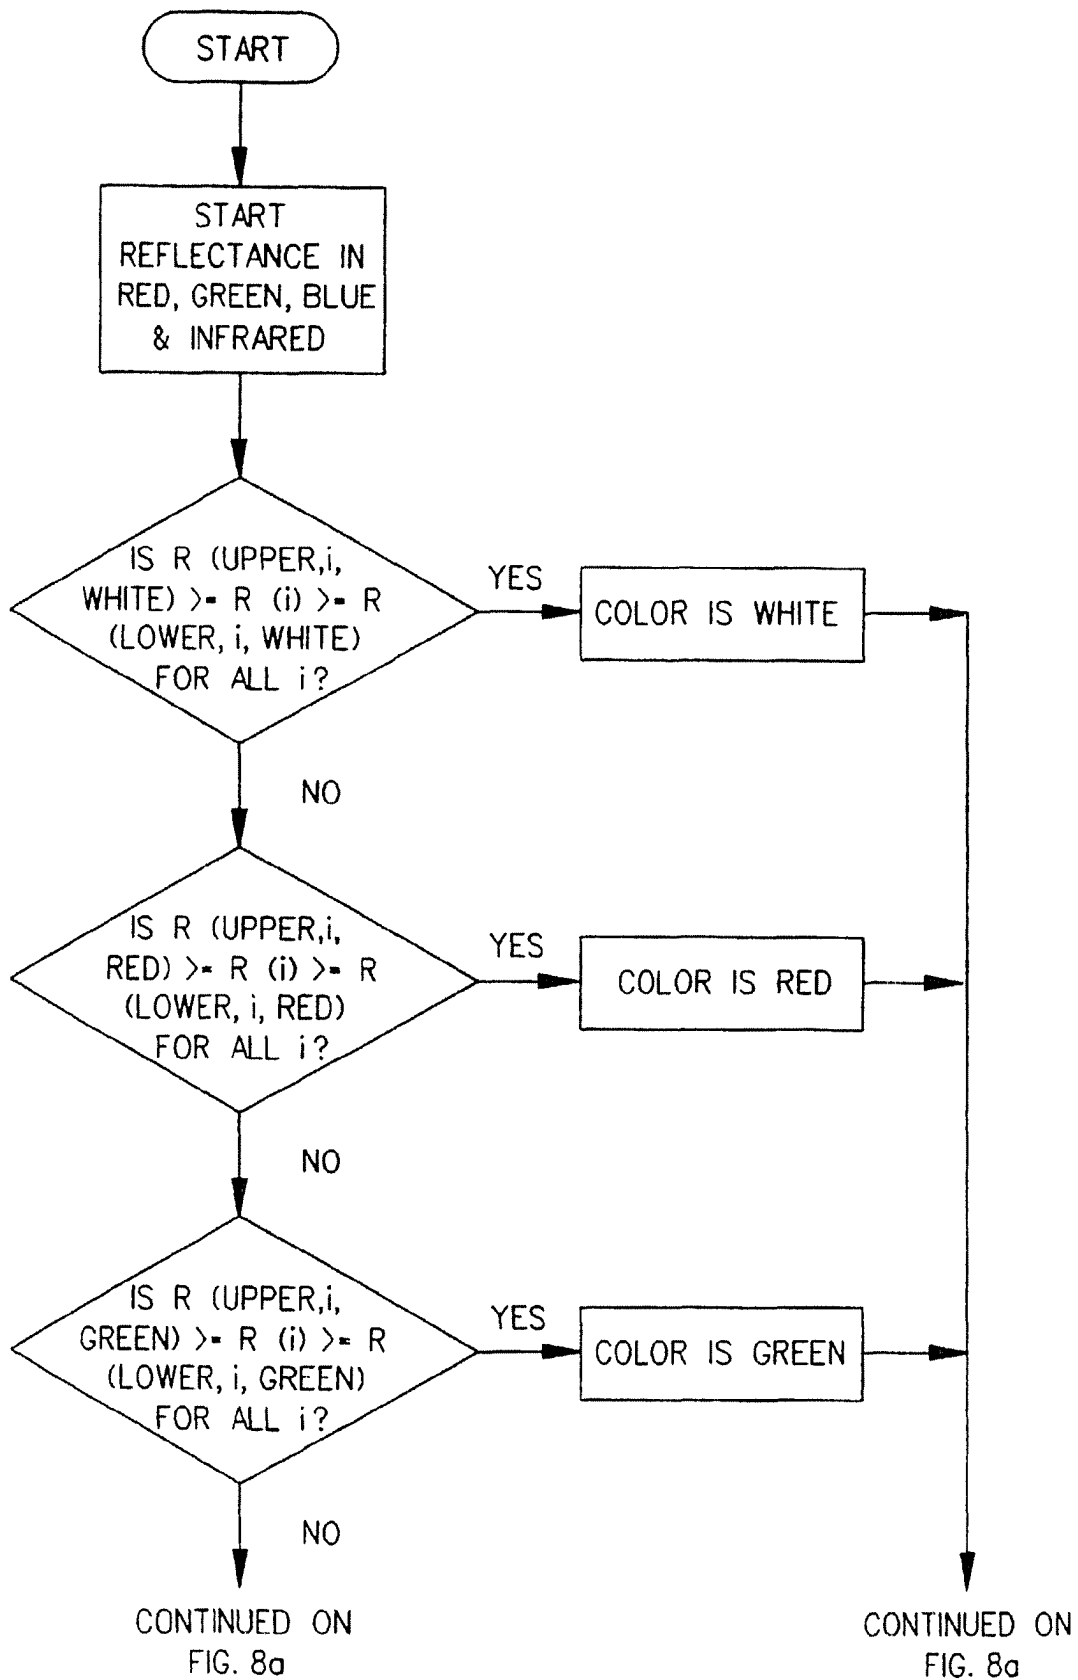 START
START
REFLECTANCE IN
RED, GREEN, BLUE
& INFRARED
IS R (UPPER,i,
WHITE) >= R (i) >= R
(LOWER, i, WHITE)
FOR ALL i?
YES
COLOR IS WHITE
NO
IS R (UPPER,i,
RED) >= R (i) >= R
(LOWER, i, RED)
FOR ALL i?
YES
COLOR IS RED
NO
IS R (UPPER,i,
GREEN) >= R (i) >= R
(LOWER, i, GREEN)
FOR ALL i?
YES
COLOR IS GREEN
NO
CONTINUED ON
FIG. 8a
CONTINUED ON
FIG. 8a